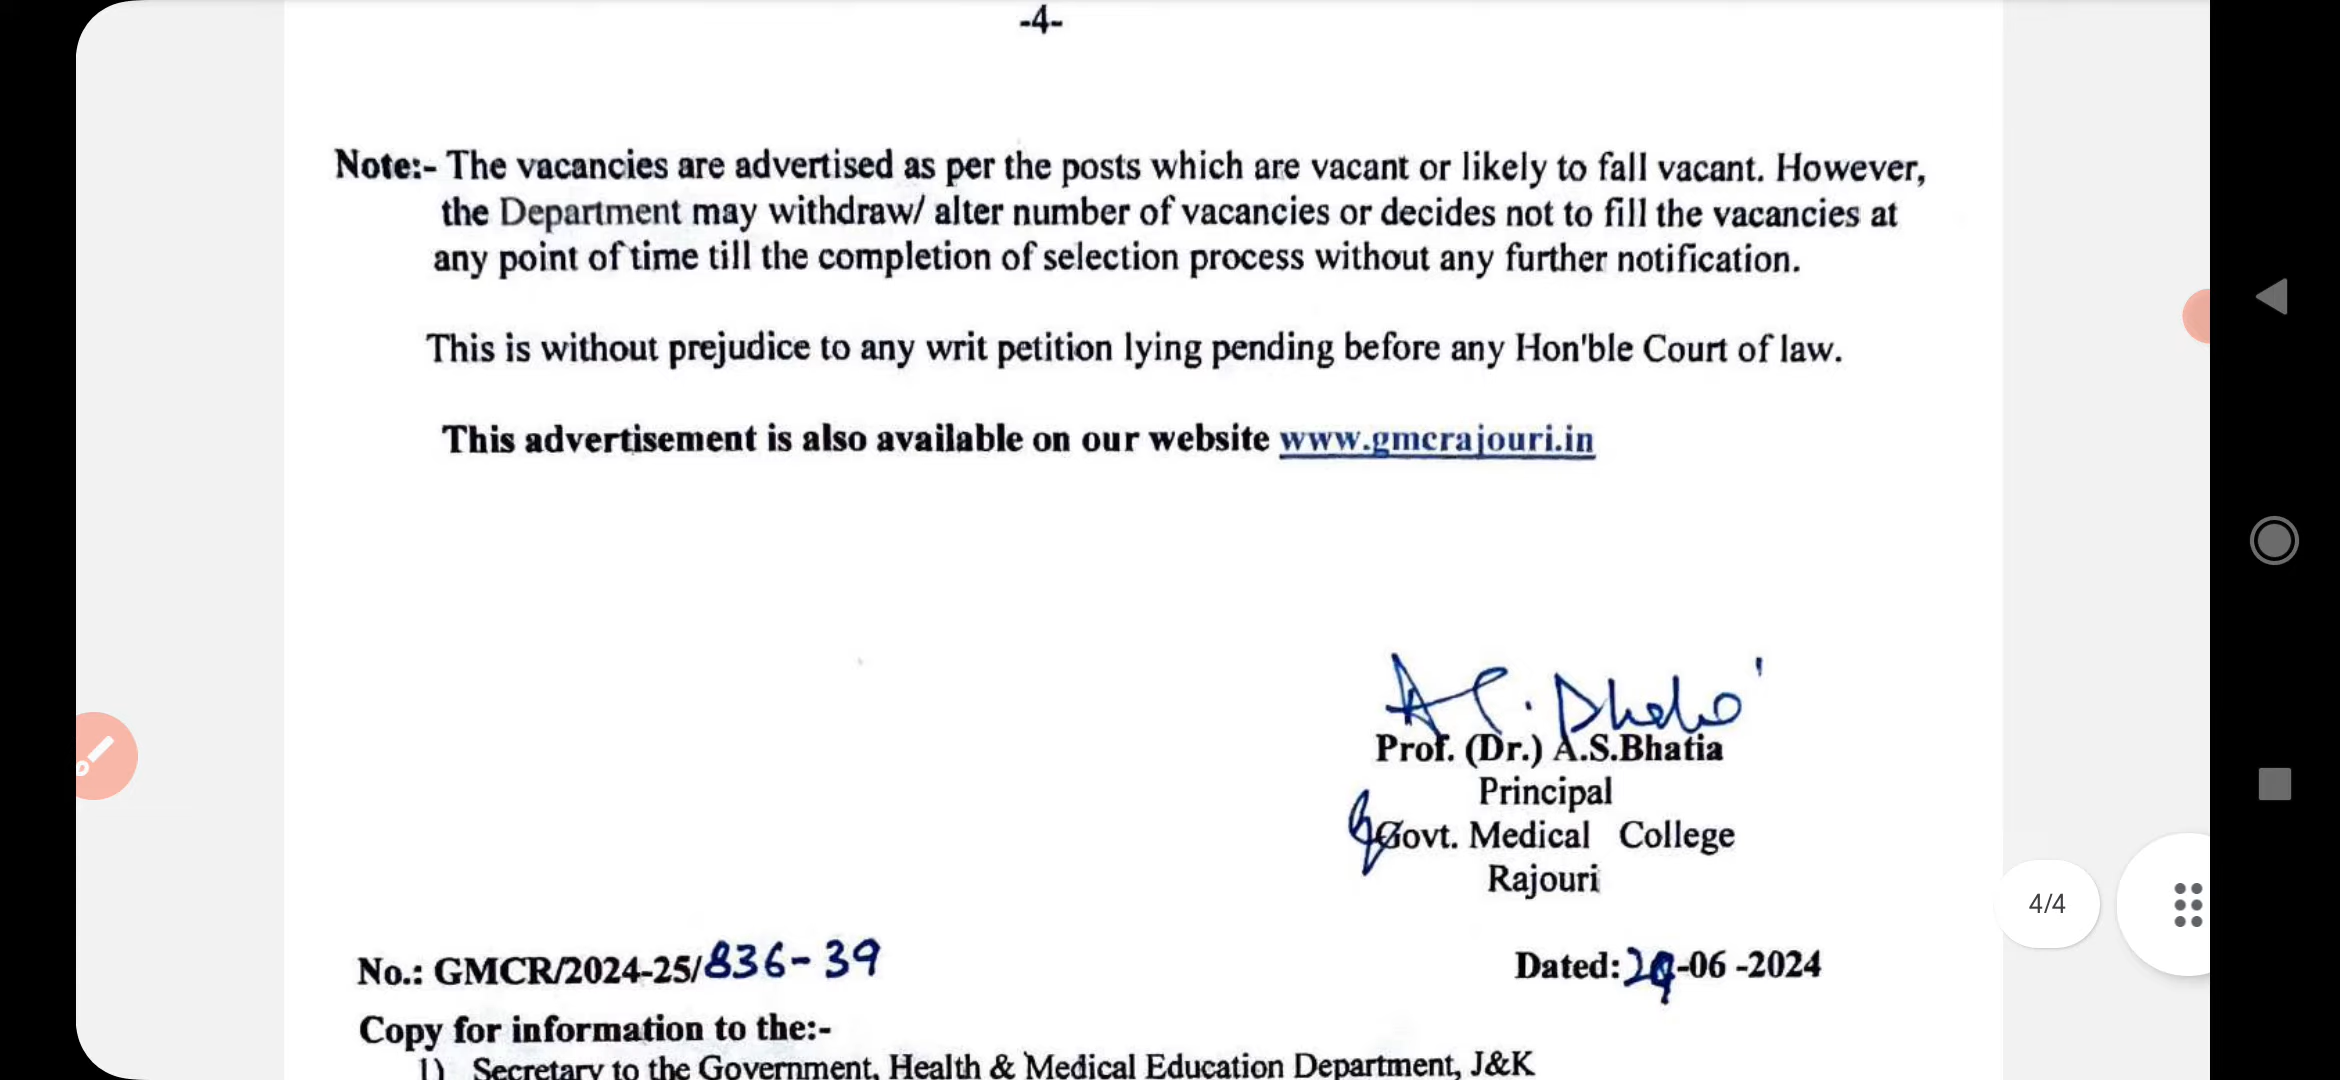 -4-
Note:- The vacancies are advertised as per the posts which are vacant or likely to fall vacant. However,
the Department may withdraw/ alter number of vacancies or decides not to fill the vacancies at
any point of time till the completion of selection process without any further notification.
This is without prejudice to any writ petition lying pending before any Hon'ble Court of law.
This advertisement is also available on our website www.gmcrajouri.in
Prof. (Dr.) A.S.Bhatia
Principal
Govt. Medical College
Rajouri
4/4
No.: GMCR/2024-25/836-39
Dated: -06 -2024
Copy for information to the:-
1) Secretary to the Government, Health & Medical Education Department, J&K